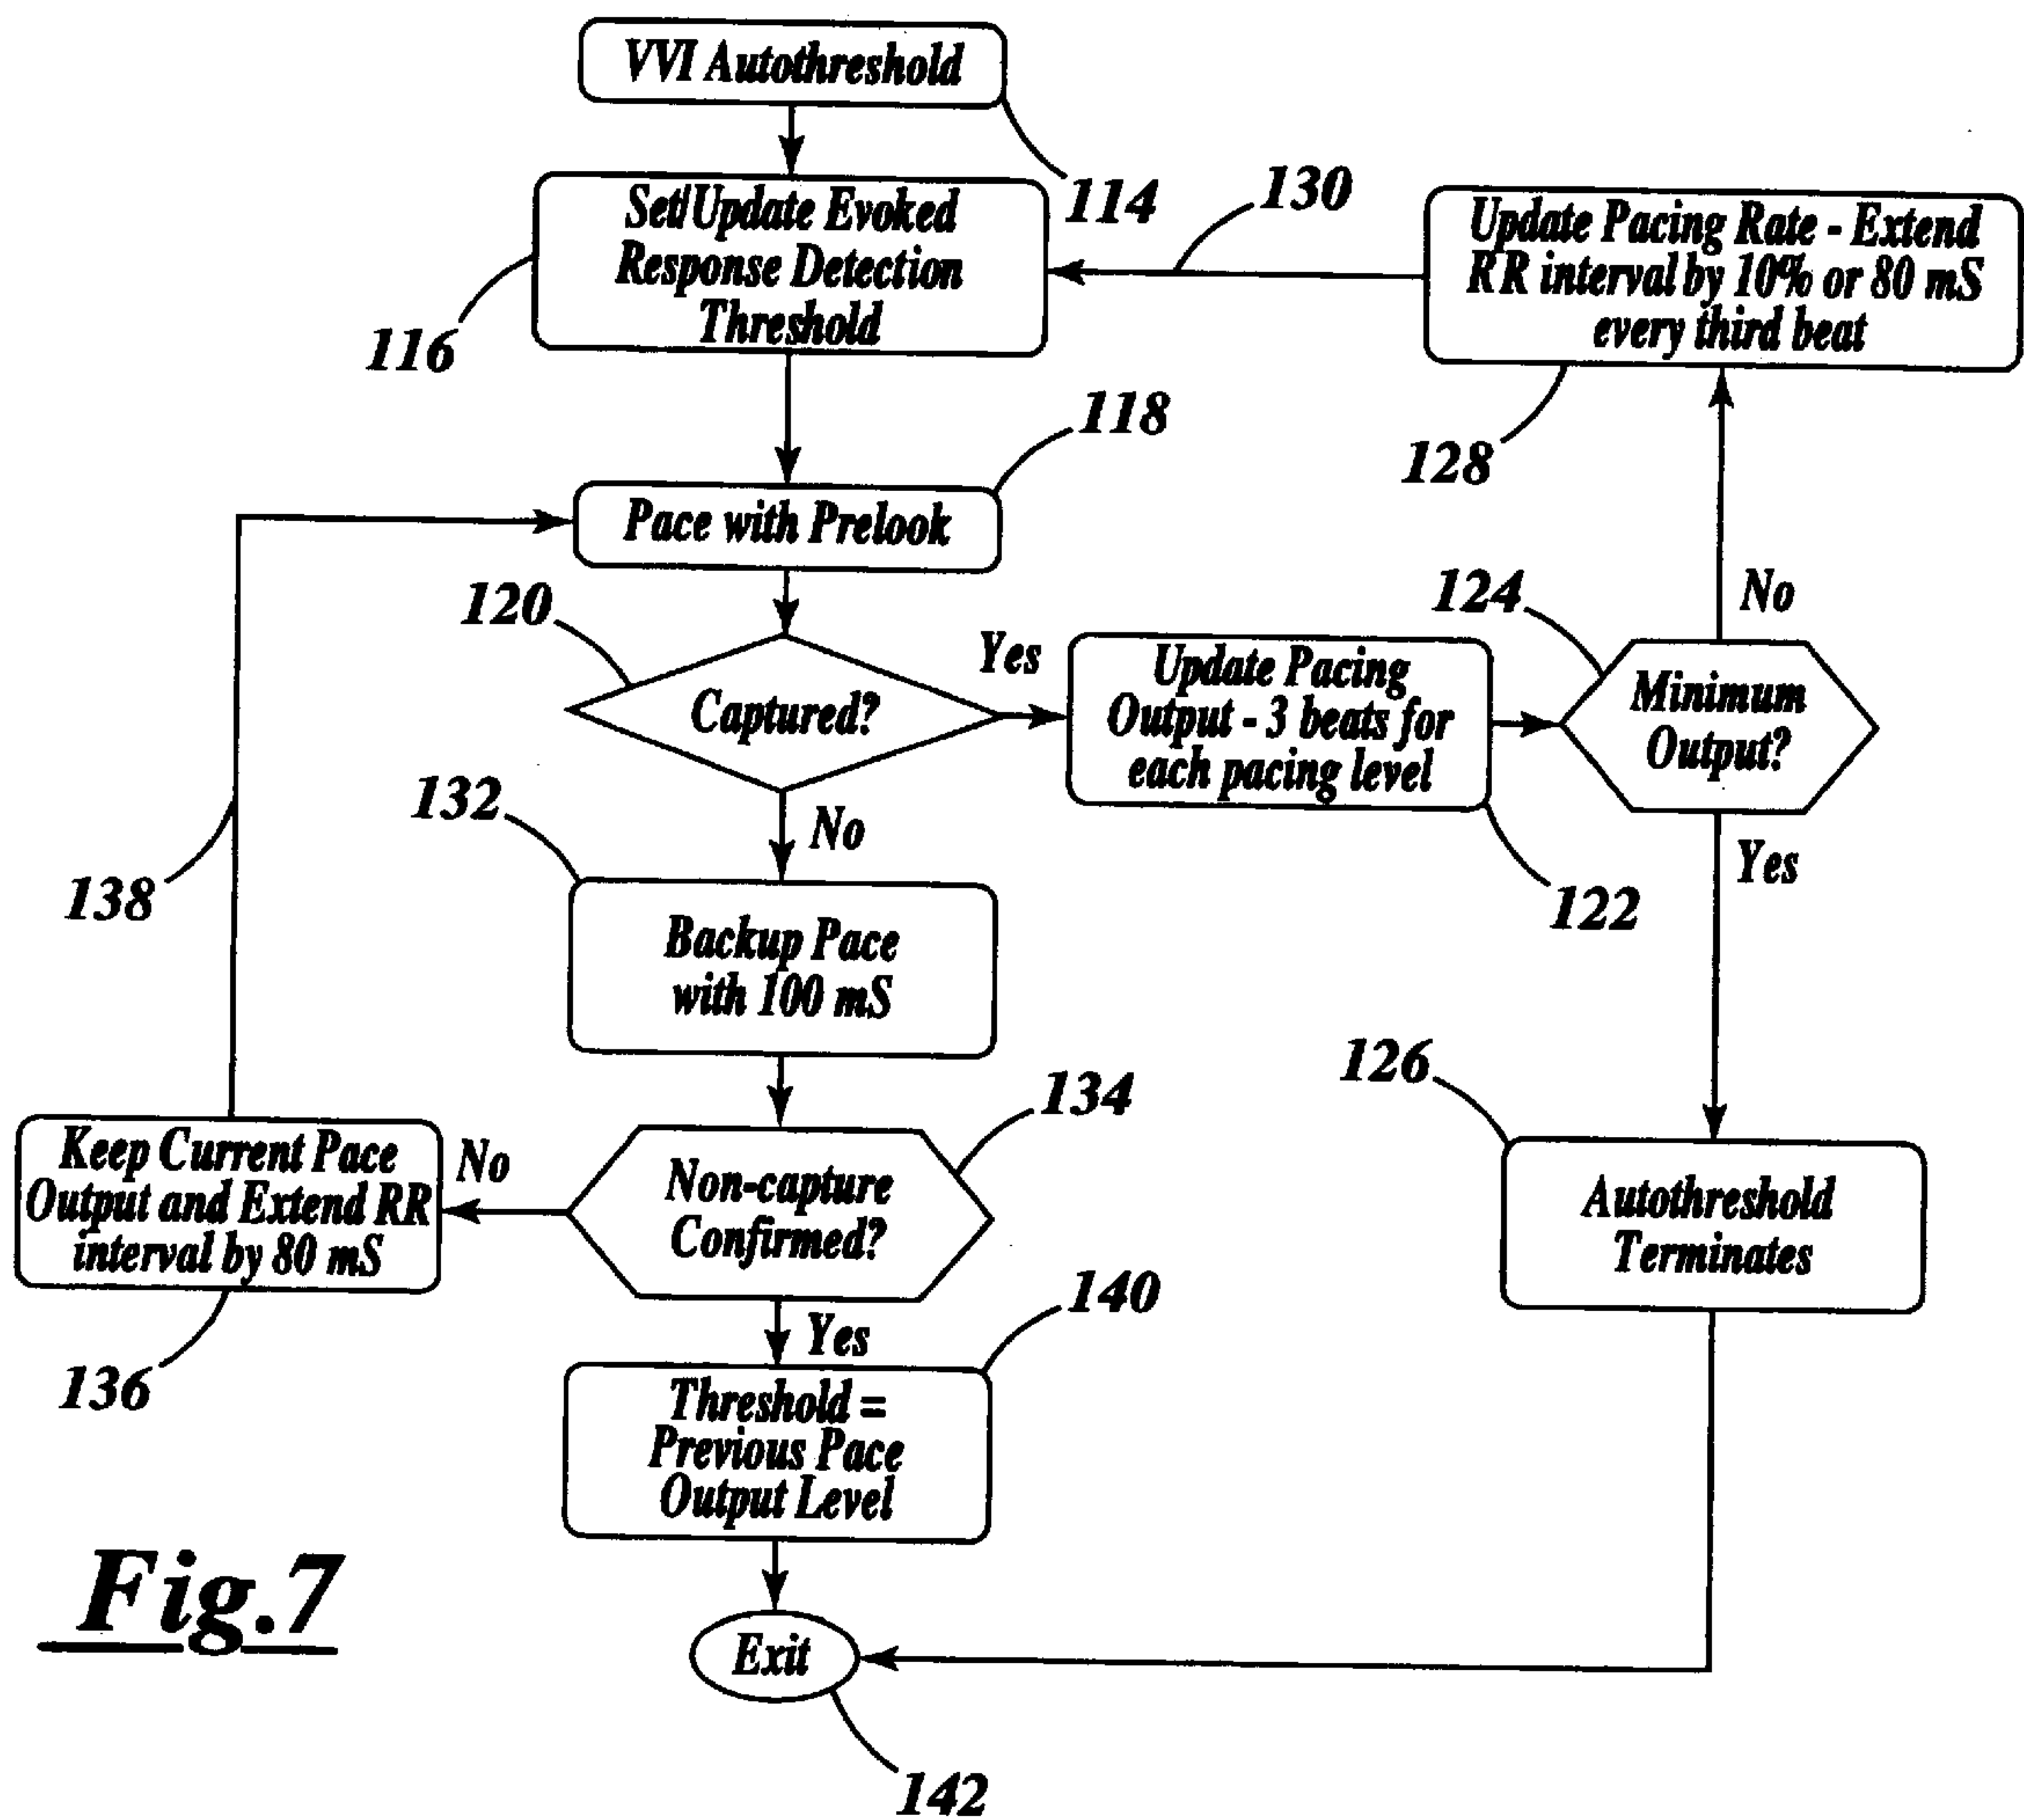 VVI Autothreshold
114
Set/Update Evoked
Response Detection
Threshold
116
130
Update Pacing Rate - Extend
RR interval by 10% or 80 mS
every third beat
128
118
Pace with Prelook
120
Captured?
Yes
Update Pacing
Output - 3 beats for
each pacing level
122
124
Minimum
Output?
No
Yes
132
No
Backup Pace
with 100 mS
138
134
Non-capture
Confirmed?
No
Keep Current Pace
Output and Extend RR
interval by 80 mS
136
126
Autothreshold
Terminates
Yes
140
Threshold =
Previous Pace
Output Level
Exit
142
Fig.7